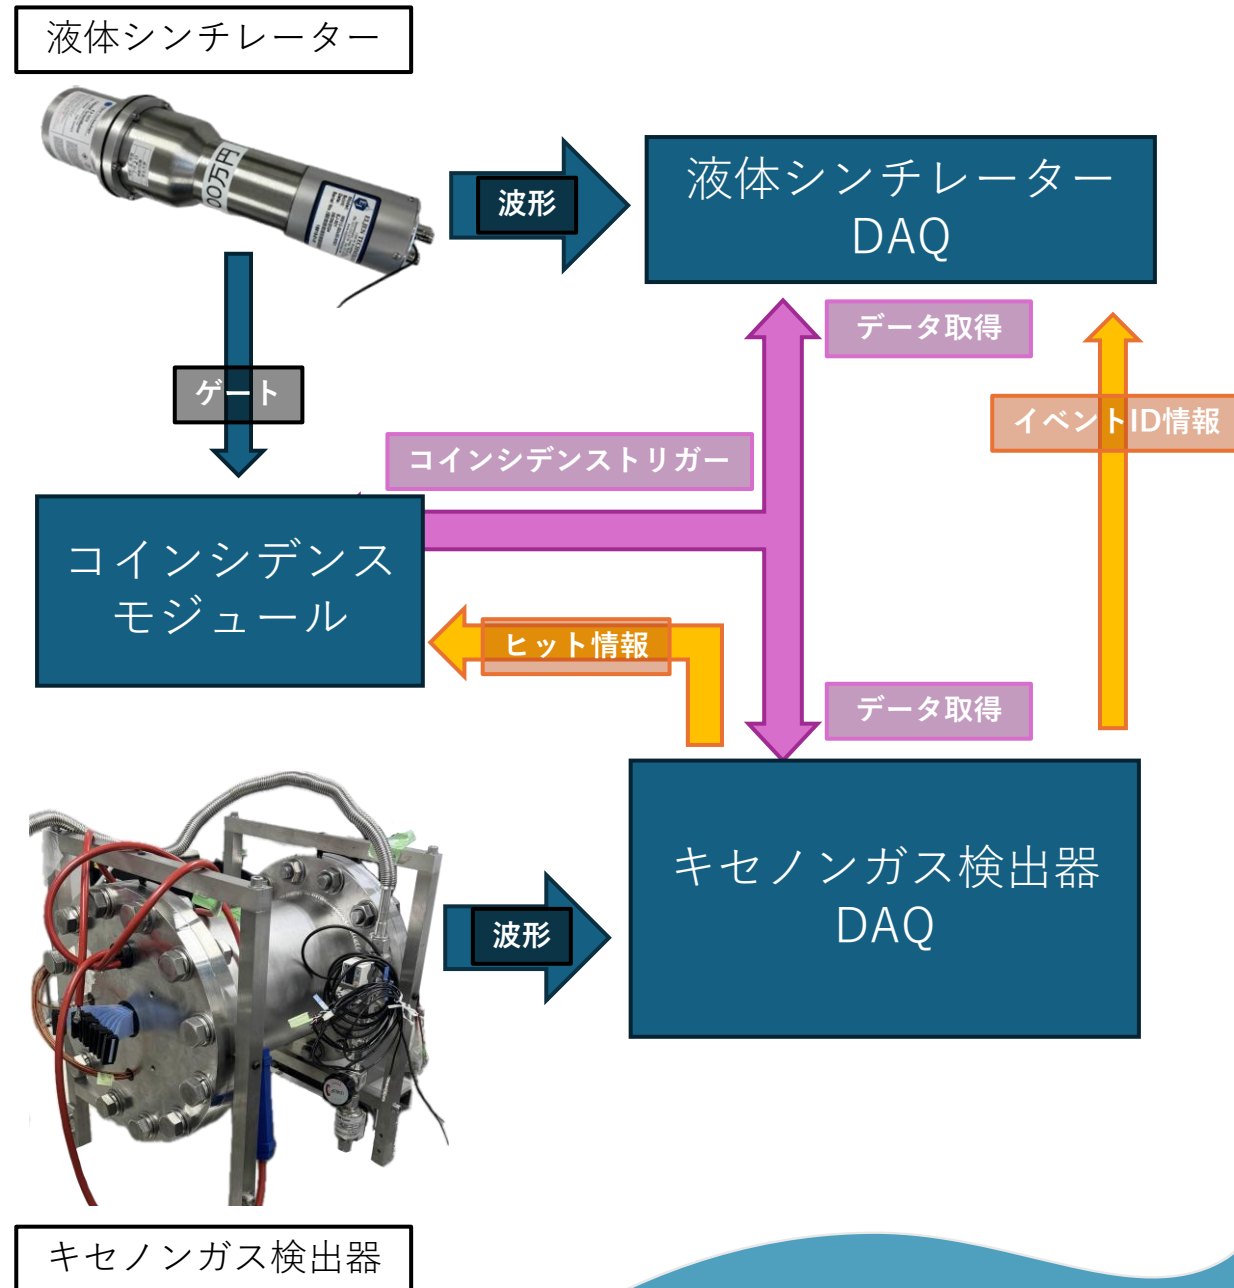 液体シンチレーター
00万円
波形
液体シンチレーター
DAQ
データ取得
ゲート
イベントID情報
コインシデンストリガー
コインシデンス
モジュール
ヒット情報
データ取得
キセノンガス検出器
DAQ
波形
キセノンガス検出器